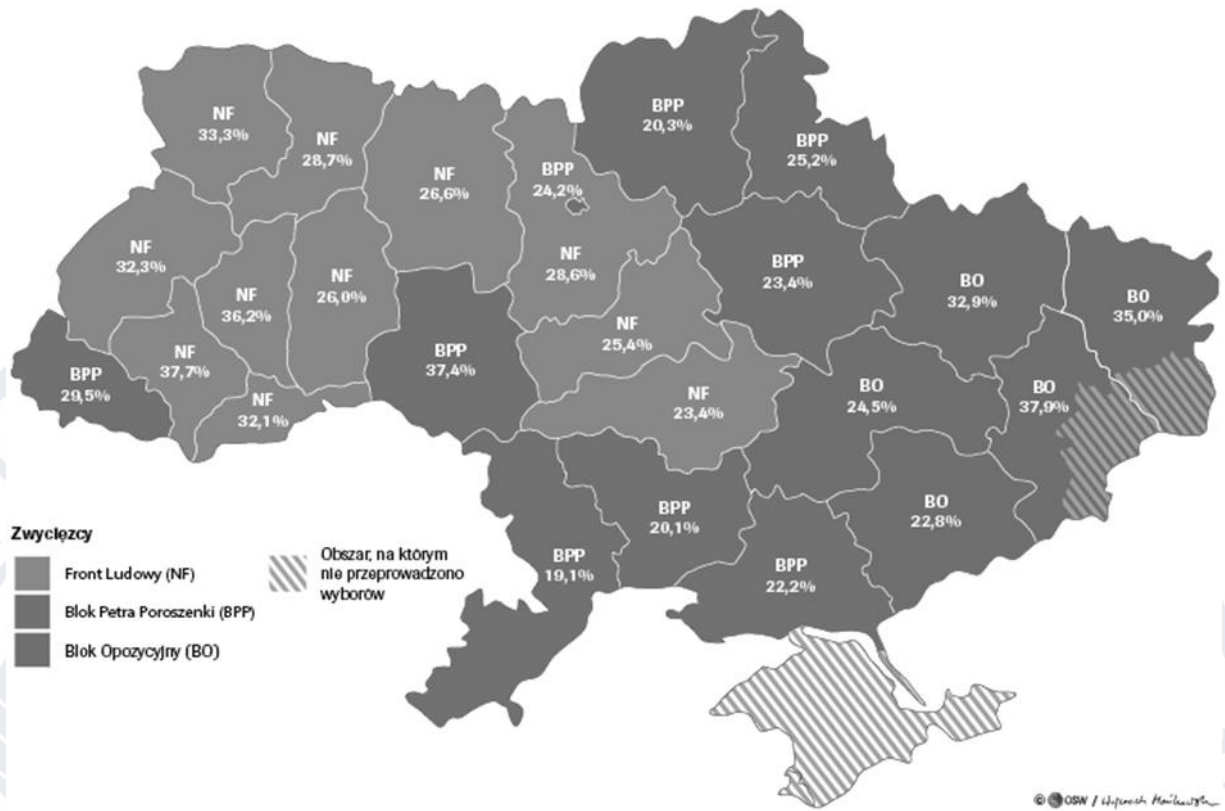 NF
33,3%
NF
28,7%
NF
26,6%
BPP
24,2%
BPP
20,3%
BPP
25,2%
NF
32,3%
NF
36,2%
NF
26,0%
NF
28,6%
BPP
23,4%
BO
32,9%
BO
35,0%
BPP
29,5%
NF
37,7%
NF
32,1%
BPP
37,4%
NF
25,4%
NF
23,4%
BO
24,5%
BO
37,9%
BPP
19,1%
BPP
20,1%
BPP
22,2%
BO
22,8%
Zwycięzcy
Front Ludowy (NF)
Blok Petra Poroszenki (BPP)
Blok Opozycyjny (BO)
Obszar, na którym
nie przeprowadzono
wyborów
© OSW / Wojciech